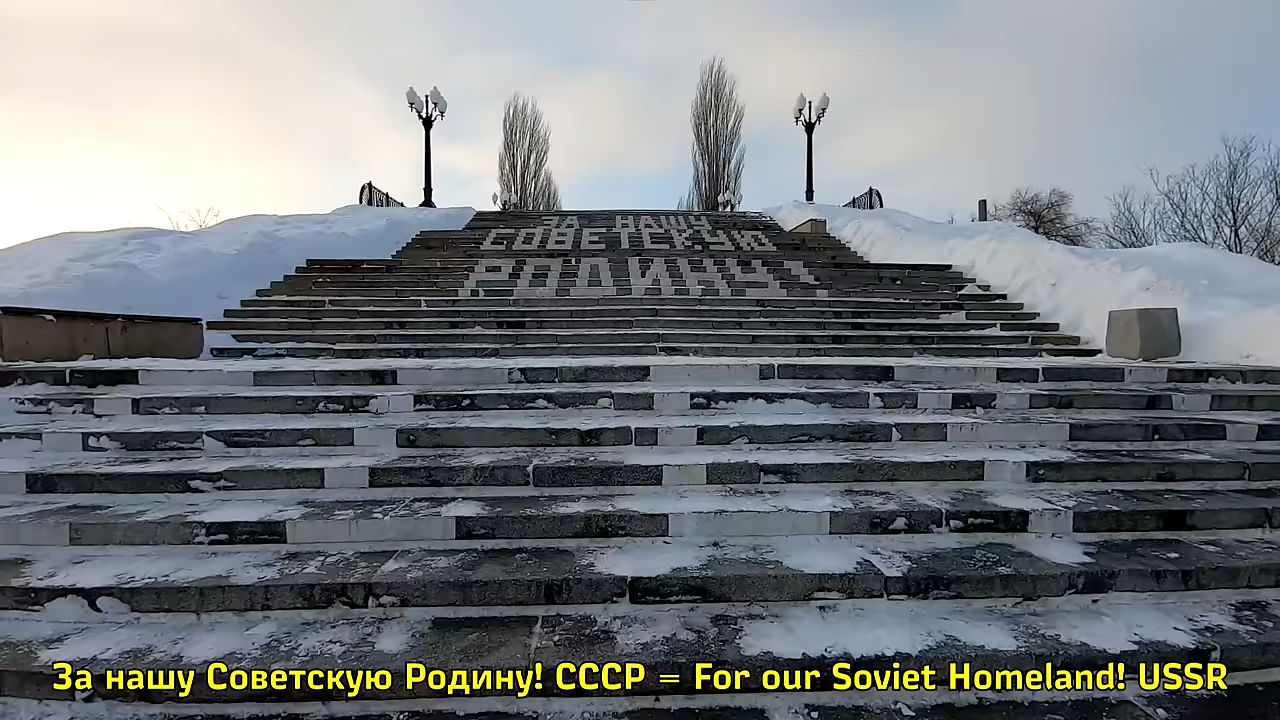 ЗА НАШУ
СОВЕТСКУЮ
РОДИНУ!
За нашу Советскую Родину! СССР = For our Soviet Homeland! USSR